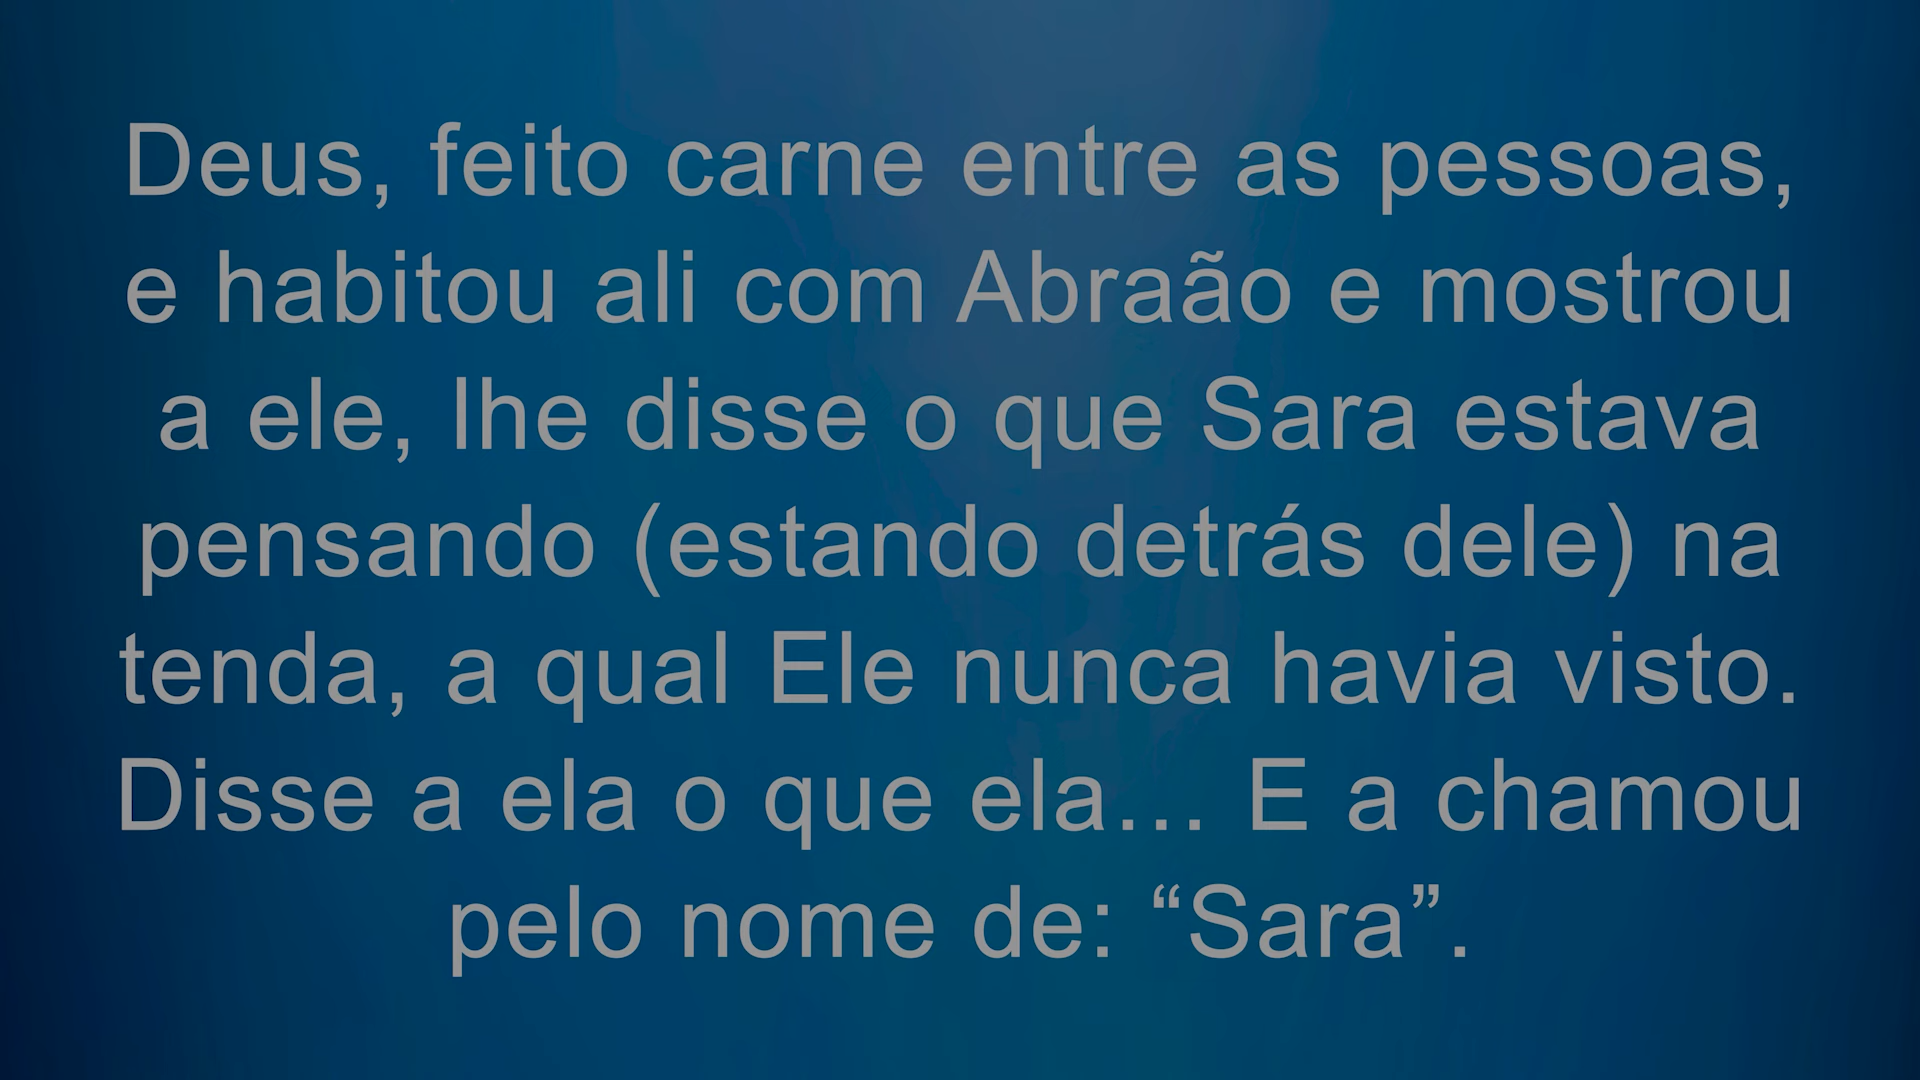 Deus, feito carne entre as pessoas,
e habitou ali com Abraão e mostrou
a ele, lhe disse o que Sara estava
pensando (estando detrás dele) na
tenda, a qual Ele nunca havia visto.
Disse a ela o que ela… E a chamou
pelo nome de: “Sara”.